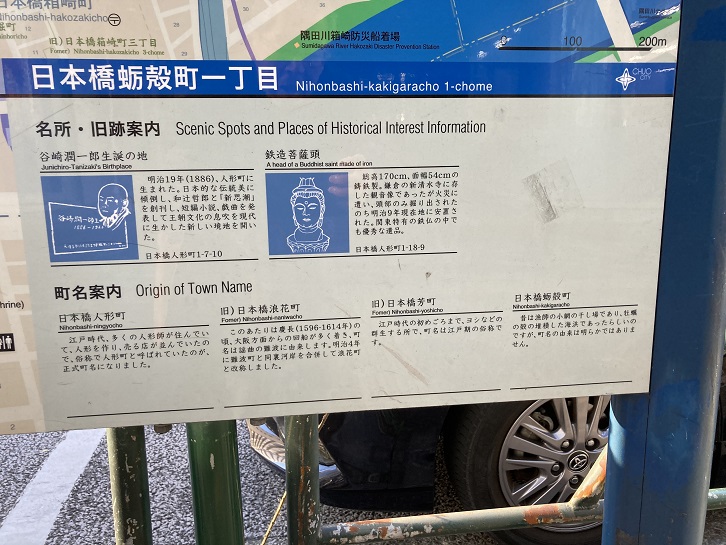 日本橋箱崎町
Nihonbashi-hakozakicho
旧)日本橋箱崎町三丁目
Fomer) Nihonbashi-hakozakicho 3-chome
隅田川箱崎防災船着場
Sumidagawa River Hakozaki Disaster Prevention Station
0 100 200m
日本橋蛎殻町一丁目 Nihonbashi-kakigaracho 1-chome
CHUO CITY
名所・旧跡案内 Scenic Spots and Places of Historical Interest Information
谷崎潤一郎生誕の地
Junichiro-Tanizaki's Birthplace
明治19年(1886)、人形町に
生まれた。日本的な伝統美に
傾倒し、和辻哲郎と「新思潮」
を創刊し、短編小説、戯曲を発
表して王朝文化の息吹を現代
に生かした新しい境地を開い
た。
日本橋人形町1-7-10
鉄造菩薩頭
A head of a Buddhist saint made of iron
総高170cm、面幅54cmの
鋳鉄製。鎌倉の新清水寺に存
した観音像であったが火災に
遭い、頭部のみ掘り出された
のち明治9年現在地に安置さ
れた。関東特有の鉄仏の中で
も優秀な遺品。
日本橋人形町1-18-9
町名案内 Origin of Town Name
日本橋人形町
Nihonbashi-ningyocho
江戸時代、多くの人形師が住んでい
て、人形を作り、売る店が並んでいたの
で、俗称で人形町と呼ばれていたのが、
正式町名になりました。
旧)日本橋浪花町
Fomer) Nihonbashi-naniwacho
このあたりは慶長(1596-1614年)の
頃、大阪方面からの回船が多く着き、町
名は謡曲の難波に由来します。明治4年
に難波町と同裏河岸を合併して浪花町
と改称しました。
旧)日本橋芳町
Fomer) Nihonbashi-yoshicho
江戸時代の初めごろまで、ヨシなどの
群生する所で、町名は江戸期の俗称で
す。
日本橋蛎殻町
Nihonbashi-kakigaracho
昔は漁師の小網の干し場であり、牡蠣
の殻の堆積した海浜であったらしいの
ですが、町名の由来は明らかではありま
せん。